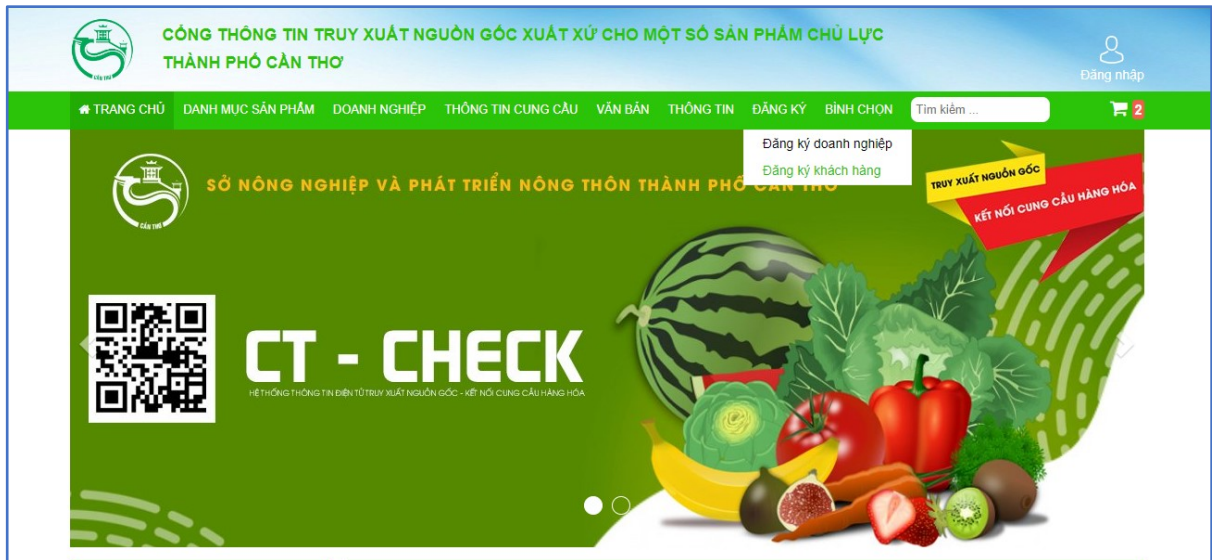 CỔNG THÔNG TIN TRUY XUẤT NGUỒN GỐC XUẤT XỨ CHO MỘT SỐ SẢN PHẨM CHỦ LỰC
THÀNH PHỐ CẦN THƠ
CẦN THƠ
Đăng nhập
TRANG CHỦ DANH MỤC SẢN PHẨM DOANH NGHIỆP THÔNG TIN CUNG CẦU VĂN BẢN THÔNG TIN ĐĂNG KÝ BÌNH CHỌN Tìm kiếm ... 2
Đăng ký doanh nghiệp
Đăng ký khách hàng
SỞ NÔNG NGHIỆP VÀ PHÁT TRIỂN NÔNG THÔN THÀNH PHỐ CẦN THƠ
CẦN THƠ
TRUY XUẤT NGUỒN GỐC
KẾT NỐI CUNG CẦU HÀNG HÓA
CT - CHECK
HỆ THỐNG THÔNG TIN ĐIỆN TỬ TRUY XUẤT NGUỒN GỐC - KẾT NỐI CUNG CẦU HÀNG HÓA